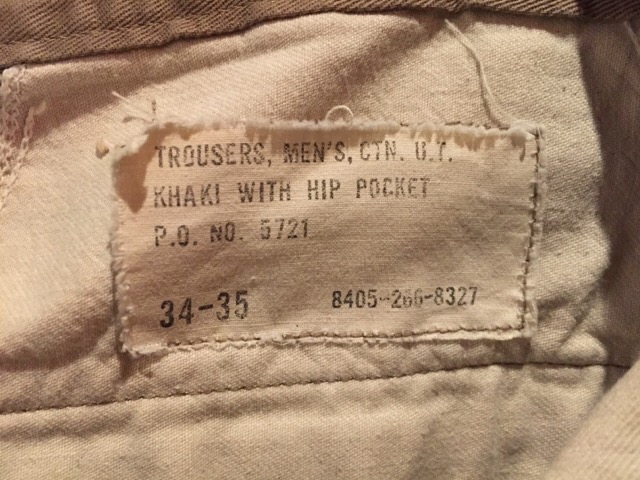 TROUSERS, MEN'S, CTN. U.T.
KHAKI WITH HIP POCKET
P.O. NO. 5721
34-35 8405-266-8327